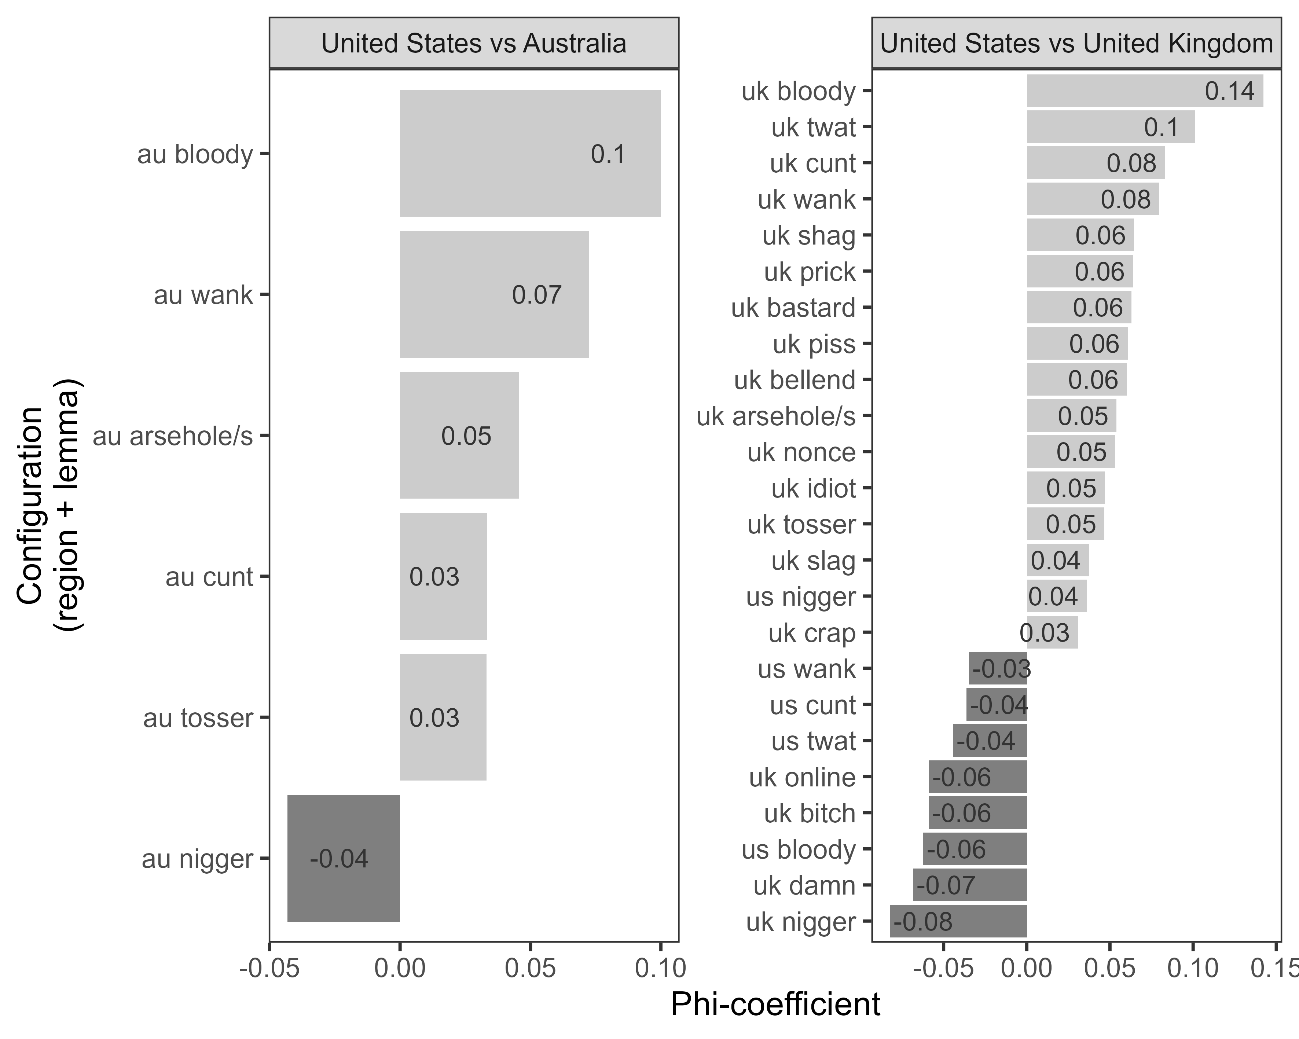 United States vs Australia
United States vs United Kingdom
Configuration
(region + lemma)
au bloody 0.1
au wank 0.07
au arsehole/s 0.05
au cunt 0.03
au tosser 0.03
au nigger -0.04
-0.05 0.00 0.05 0.10
uk bloody 0.14
uk twat 0.1
uk cunt 0.08
uk wank 0.08
uk shag 0.06
uk prick 0.06
uk bastard 0.06
uk piss 0.06
uk bellend 0.06
uk arsehole/s 0.05
uk nonce 0.05
uk idiot 0.05
uk tosser 0.05
uk slag 0.04
us nigger 0.04
uk crap 0.03
us wank -0.03
us cunt -0.04
us twat -0.04
uk online -0.06
uk bitch -0.06
us bloody -0.06
uk damn -0.07
uk nigger -0.08
-0.05 0.00 0.05 0.10 0.15
Phi-coefficient